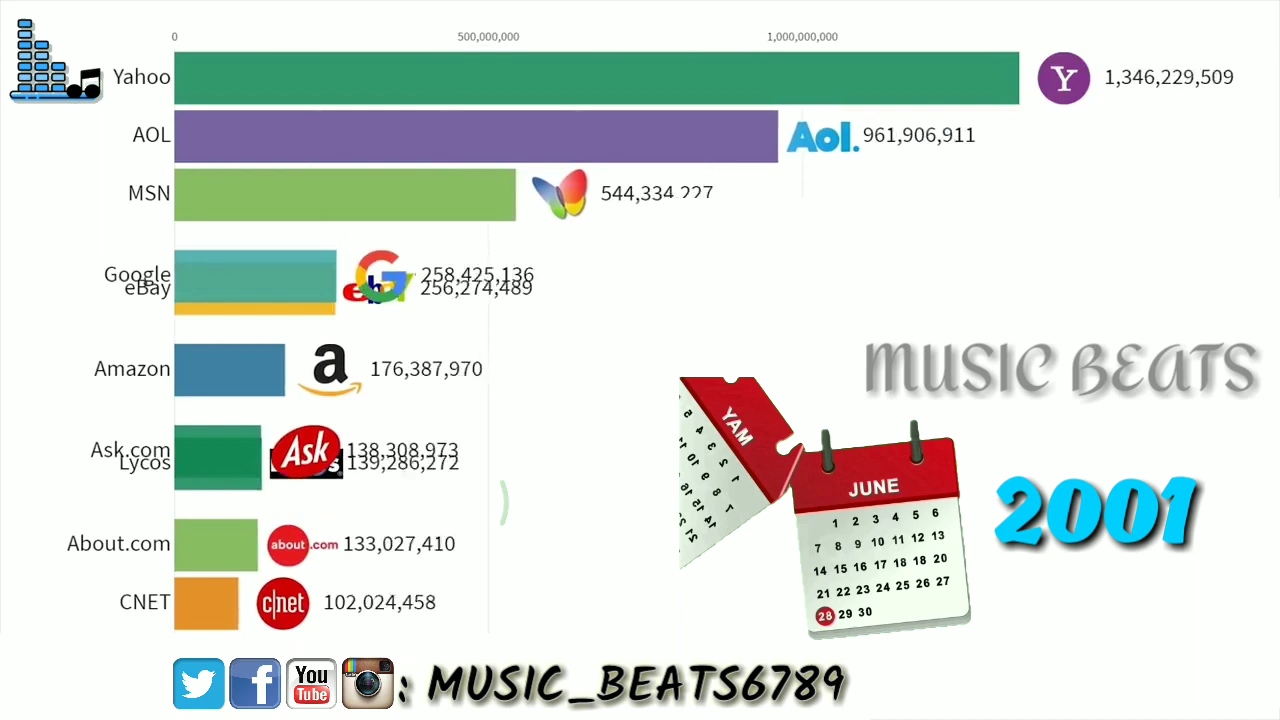 0 500,000,000 1,000,000,000
Yahoo Y 1,346,229,509
AOL Aol. 961,906,911
MSN 544,334,227
Google G 258,425,136
eBay 256,274,489
Amazon a 176,387,970
MUSIC BEATS
Ask.com Ask 138,308,973
Lycos 139,286,272
MAY
JUNE
2001
1 2 3 4 5 6
7 8 9 10 11 12 13
14 15 16 17 18 19 20
21 22 23 24 25 26 27
28 29 30
About.com about.com 133,027,410
CNET c|net 102,024,458
You Tube : MUSIC_BEATS6789